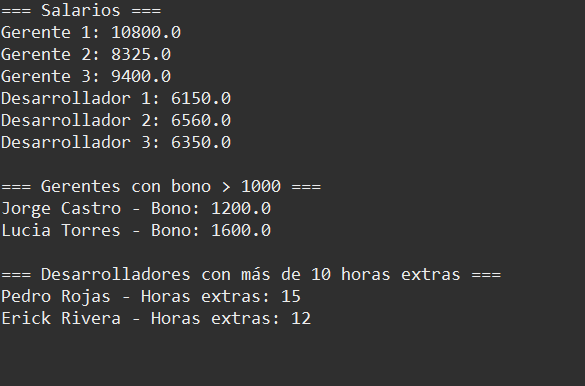 === Salarios ===
Gerente 1: 10800.0
Gerente 2: 8325.0
Gerente 3: 9400.0
Desarrollador 1: 6150.0
Desarrollador 2: 6560.0
Desarrollador 3: 6350.0
=== Gerentes con bono > 1000 ===
Jorge Castro - Bono: 1200.0
Lucia Torres - Bono: 1600.0
=== Desarrolladores con más de 10 horas extras ===
Pedro Rojas - Horas extras: 15
Erick Rivera - Horas extras: 12